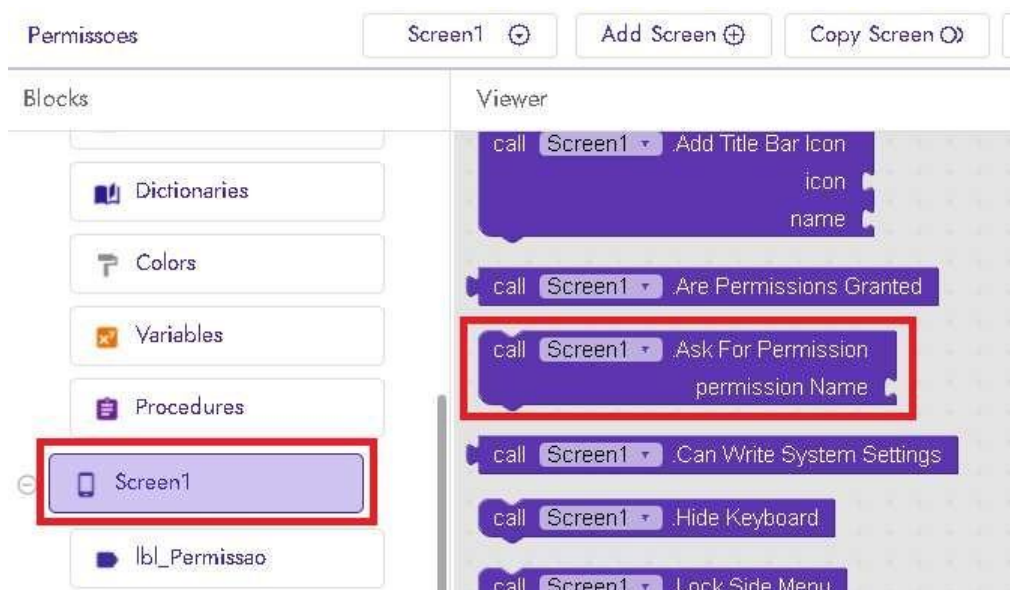 Permissoes
Screen1
Add Screen
Copy Screen
Blocks
Viewer
Dictionaries
Colors
Variables
Procedures
Screen1
lbl_Permissao
call Screen1 .Add Title Bar Icon
icon
name
call Screen1 .Are Permissions Granted
call Screen1 .Ask For Permission
permission Name
call Screen1 .Can Write System Settings
call Screen1 .Hide Keyboard
call Screen1 .Lock Side Menu